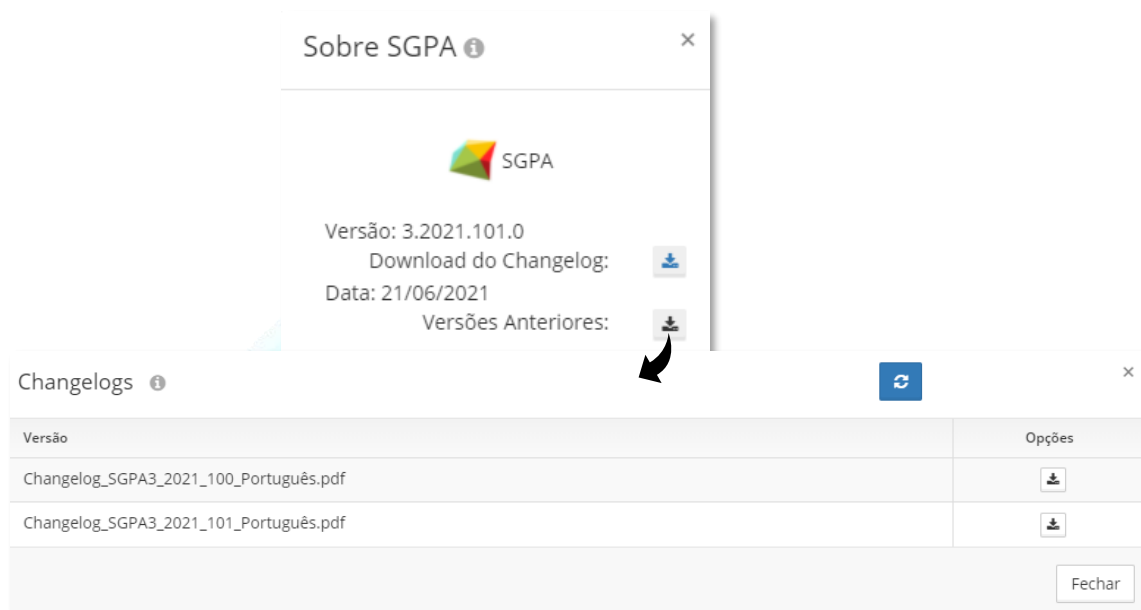 Sobre SGPA
SGPA
Versão: 3.2021.101.0
Download do Changelog:
Data: 21/06/2021
Versões Anteriores:
Changelogs
Versão Opções
Changelog_SGPA3_2021_100_Português.pdf
Changelog_SGPA3_2021_101_Português.pdf
Fechar